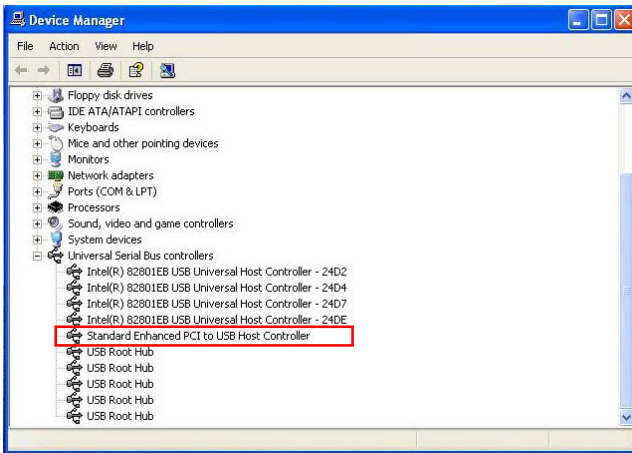 Device Manager
File Action View Help
Floppy disk drives
IDE ATA/ATAPI controllers
Keyboards
Mice and other pointing devices
Monitors
Network adapters
Ports (COM & LPT)
Processors
Sound, video and game controllers
System devices
Universal Serial Bus controllers
Intel(R) 82801EB USB Universal Host Controller - 24D2
Intel(R) 82801EB USB Universal Host Controller - 24D4
Intel(R) 82801EB USB Universal Host Controller - 24D7
Intel(R) 82801EB USB Universal Host Controller - 24DE
Standard Enhanced PCI to USB Host Controller
USB Root Hub
USB Root Hub
USB Root Hub
USB Root Hub
USB Root Hub